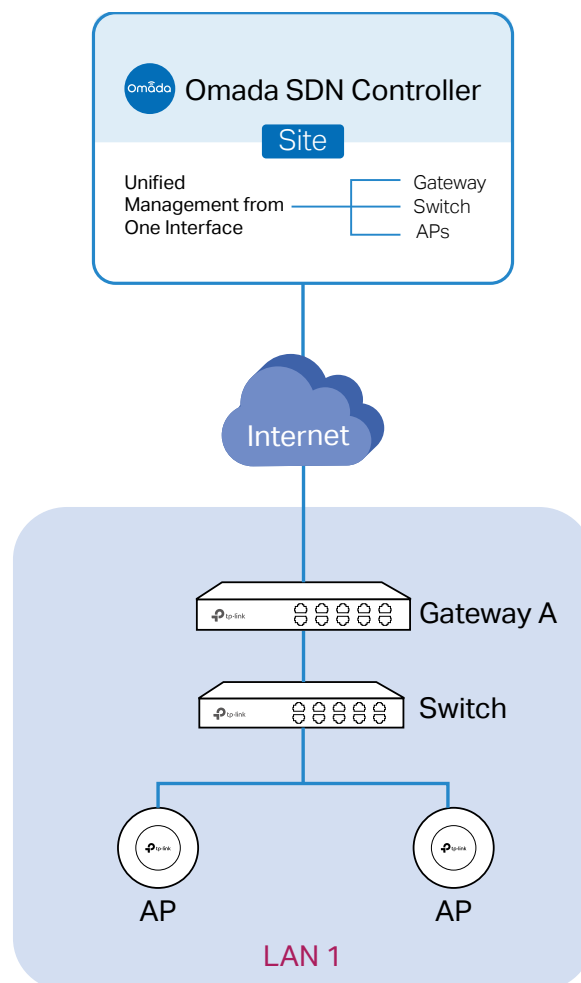 Omada
Omada SDN Controller
Site
Unified
Management from
One Interface
Gateway
Switch
APs
Internet
tp-link
Gateway A
tp-link
Switch
tp-link
tp-link
AP
AP
LAN 1